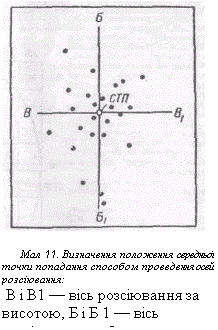 Б
СТП
В
В₁
Б₁
Мал 11. Визначення положення середньої
точки попадання способом проведення осей
розсіювання:
В і В1 — вісь розсіювання за
висотою, Б і Б 1 — вісь